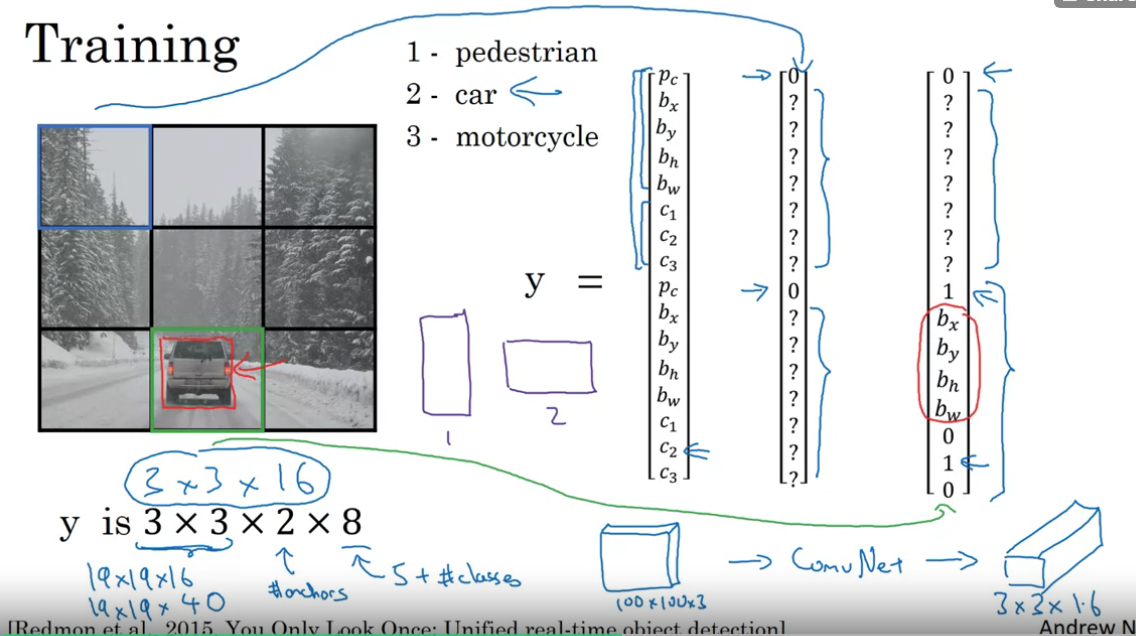 Training
1 - pedestrian
2 - car
3 - motorcycle
y =
p_c
b_x
b_y
b_h
b_w
c_1
c_2
c_3
p_c
b_x
b_y
b_h
b_w
c_1
c_2
c_3
0
?
?
?
?
?
?
?
0
?
?
?
?
?
?
?
0
?
?
?
?
?
?
?
1
b_x
b_y
b_h
b_w
0
1
0
1
2
3 × 3 × 16
y is 3 × 3 × 2 × 8
19×19×16
19×19×40
#anchors
5 + #classes
100×100×3
→ ConvNet →
3×3×16
[Redmon et al., 2015, You Only Look Once: Unified real-time object detection]
Andrew N